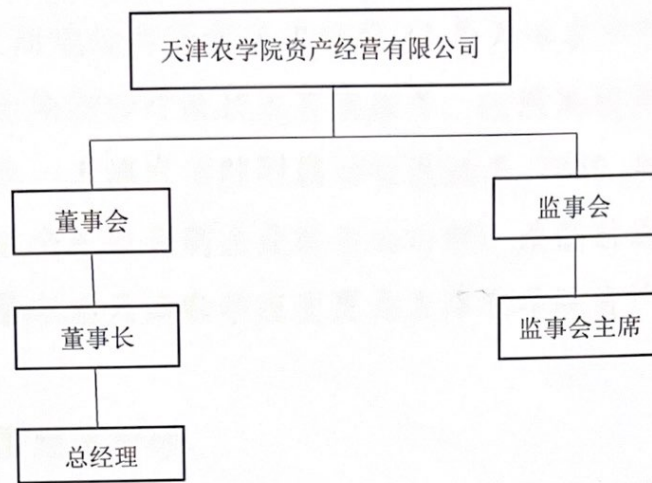 天津农学院资产经营有限公司
董事会
监事会
董事长
监事会主席
总经理